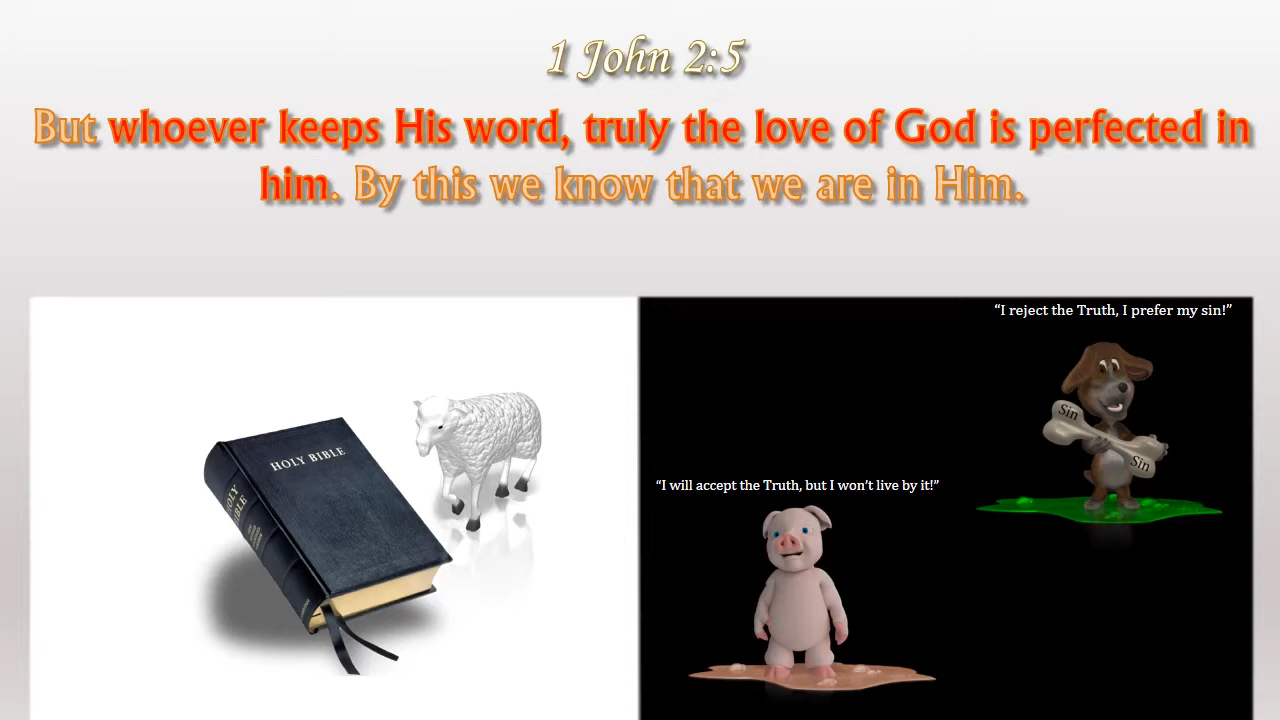 1 John 2:5
But whoever keeps His word, truly the love of God is perfected in
him. By this we know that we are in Him.
“I reject the Truth, I prefer my sin!”
Sin
Sin
HOLY BIBLE
HOLY
BIBLE
“I will accept the Truth, but I won’t live by it!”